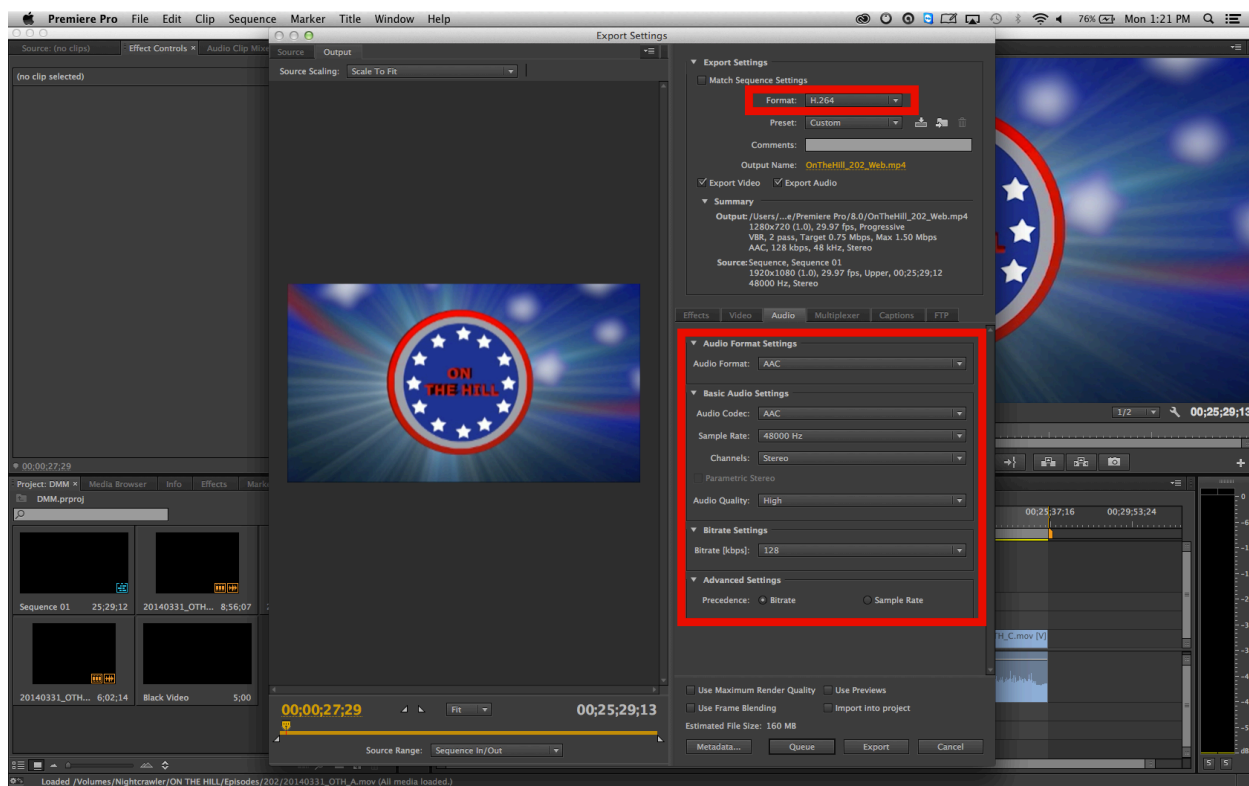 Premiere Pro File Edit Clip Sequence Marker Title Window Help 76% Mon 1:21 PM
Export Settings
Source: (no clips) Effect Controls × Audio Clip Mixe
(no clip selected)
Source Output
Source Scaling: Scale To Fit
Export Settings
Match Sequence Settings
Format: H.264
Preset: Custom
Comments:
Output Name: OnTheHill_202_Web.mp4
Export Video Export Audio
Summary
Output: /Users/...e/Premiere Pro/8.0/OnTheHill_202_Web.mp4
1280x720 (1.0), 29.97 fps, Progressive
VBR, 2 pass, Target 0.75 Mbps, Max 1.50 Mbps
AAC, 128 kbps, 48 kHz, Stereo
Source: Sequence, Sequence 01
1920x1080 (1.0), 29.97 fps, Upper, 00;25;29;12
48000 Hz, Stereo
Effects Video Audio Multiplexer Captions FTP
Audio Format Settings
Audio Format: AAC
Basic Audio Settings
Audio Codec: AAC
Sample Rate: 48000 Hz
Channels: Stereo
Parametric Stereo
Audio Quality: High
Bitrate Settings
Bitrate [kbps]: 128
Advanced Settings
Precedence: Bitrate Sample Rate
Use Maximum Render Quality Use Previews
Use Frame Blending Import into project
Estimated File Size: 160 MB
Metadata... Queue Export Cancel
ON
THE HILL
00;00;27;29 Fit 00;25;29;13
Source Range: Sequence In/Out
00;00;27;29
Project: DMM × Media Browser Info Effects Marke
DMM.prproj
Sequence 01 25;29;12 20140331_OTH... 8;56;07
20140331_OTH... 6;02;14 Black Video 5;00
1/2 00;25;29;13
00;25;37;16 00;29;53;24
TH_C.mov [V]
0
-6
dB
S S
Loaded /Volumes/Nightcrawler/ON THE HILL/Episodes/202/20140331_OTH_A.mov (All media loaded.)